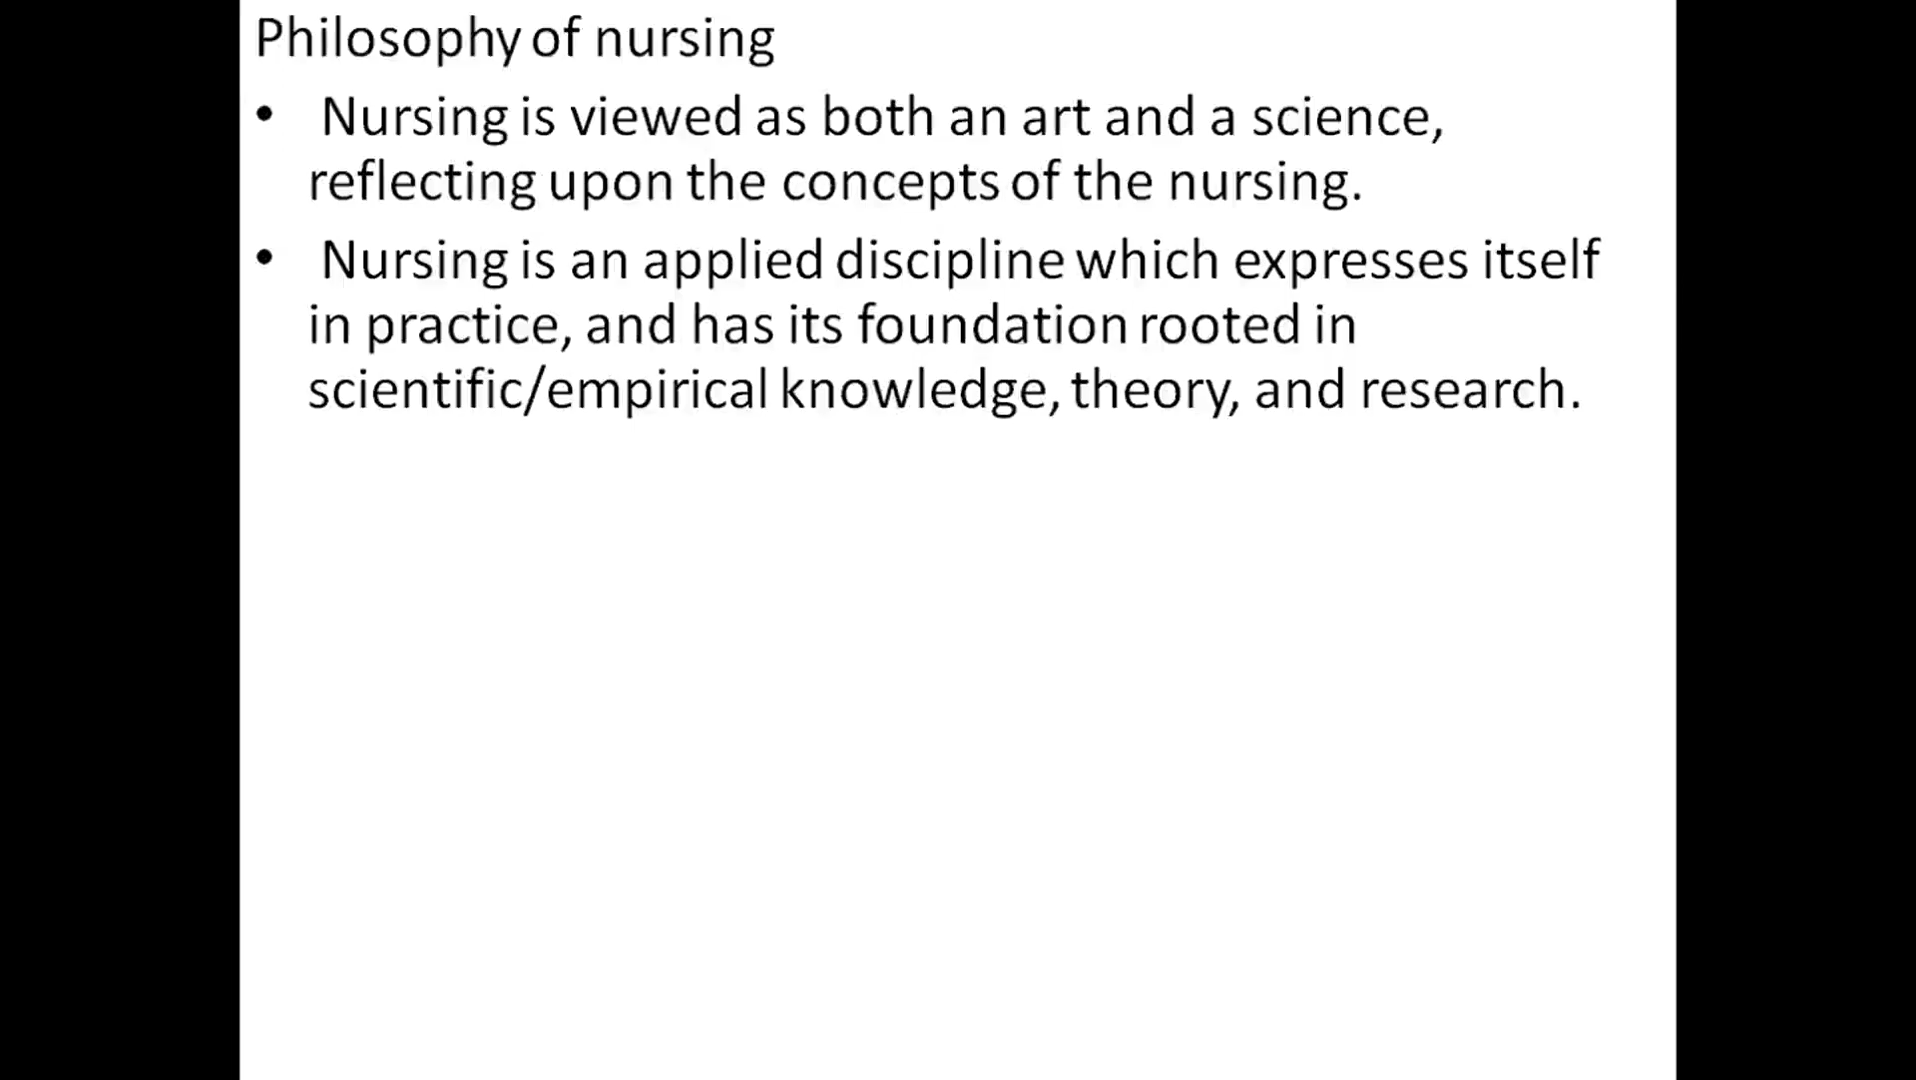 Philosophy of nursing
• Nursing is viewed as both an art and a science,
reflecting upon the concepts of the nursing.
• Nursing is an applied discipline which expresses itself
in practice, and has its foundation rooted in
scientific/empirical knowledge, theory, and research.